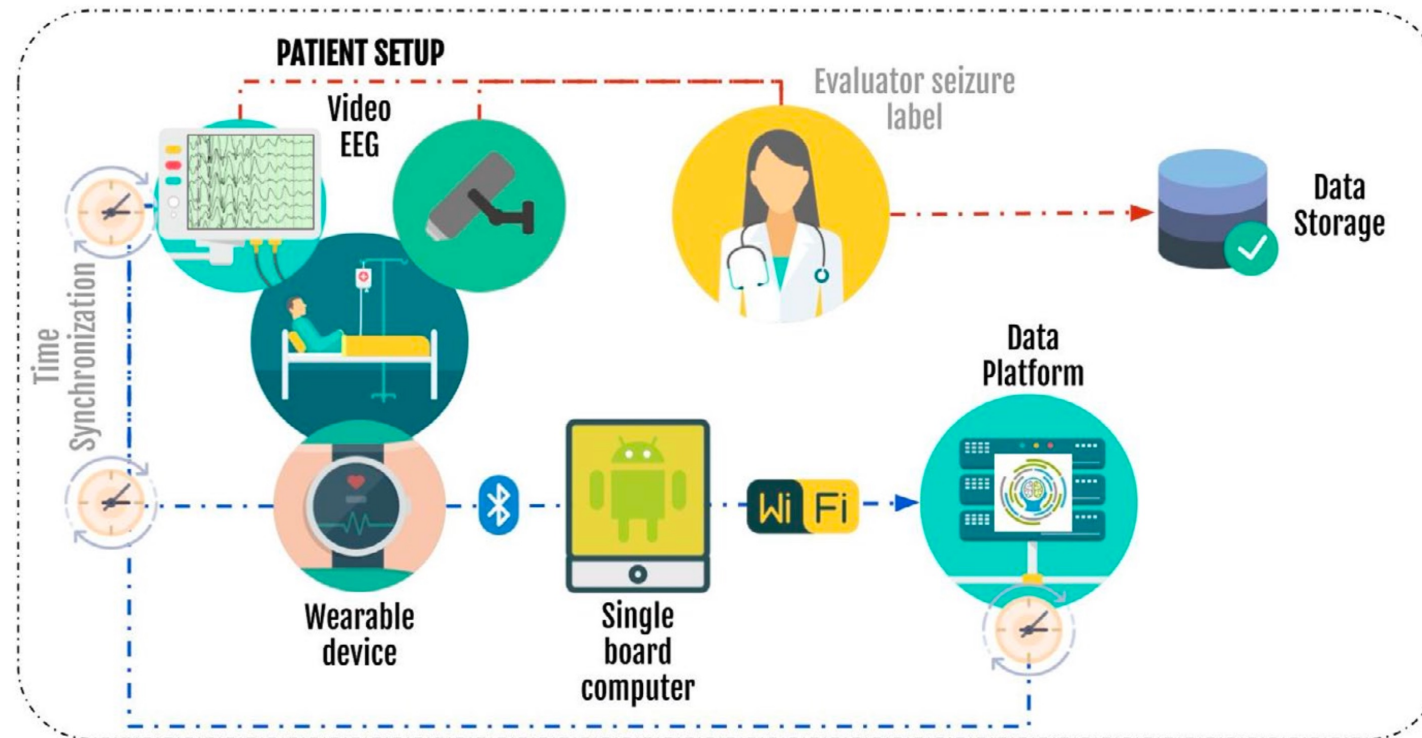 PATIENT SETUP
Video
EEG
Evaluator seizure
label
Data
Storage
Time
Synchronization
Data
Platform
Wi Fi
Wearable
device
Single
board
computer